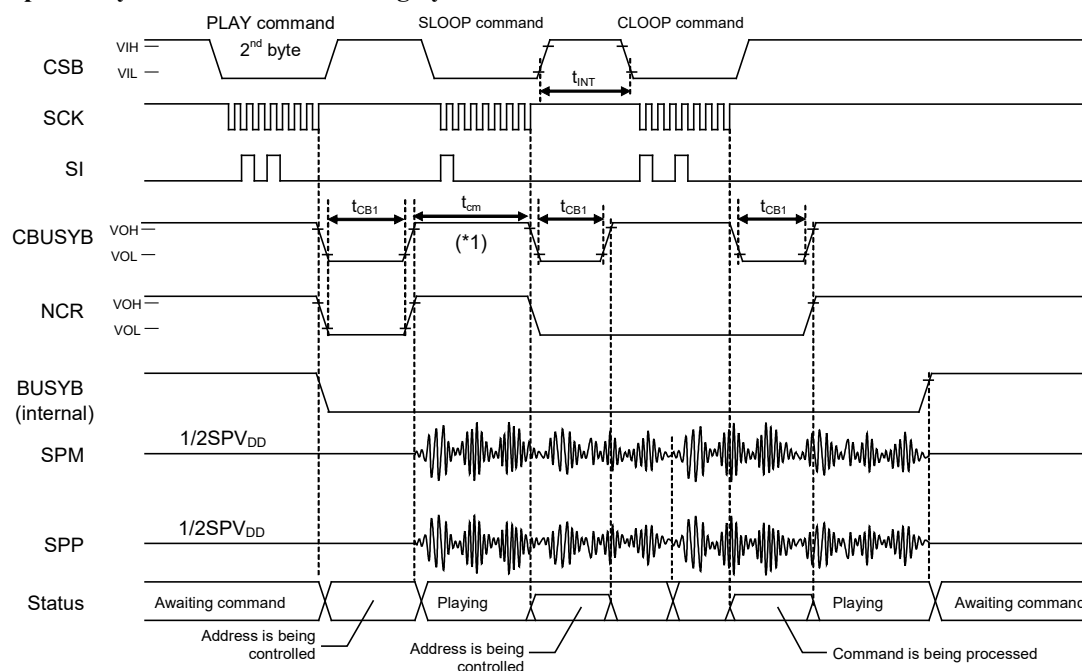 PLAY command
2nd byte
SLOOP command
CLOOP command
CSB
VIH
VIL
tINT
SCK
SI
tCB1
tcm
tCB1
tCB1
CBUSYB
VOH
VOL
(*1)
NCR
VOH
VOL
BUSYB
(internal)
1/2SPVDD
SPM
1/2SPVDD
SPP
Status
Awaiting command
Playing
Playing
Awaiting command
Address is being
controlled
Address is being
controlled
Command is being processed